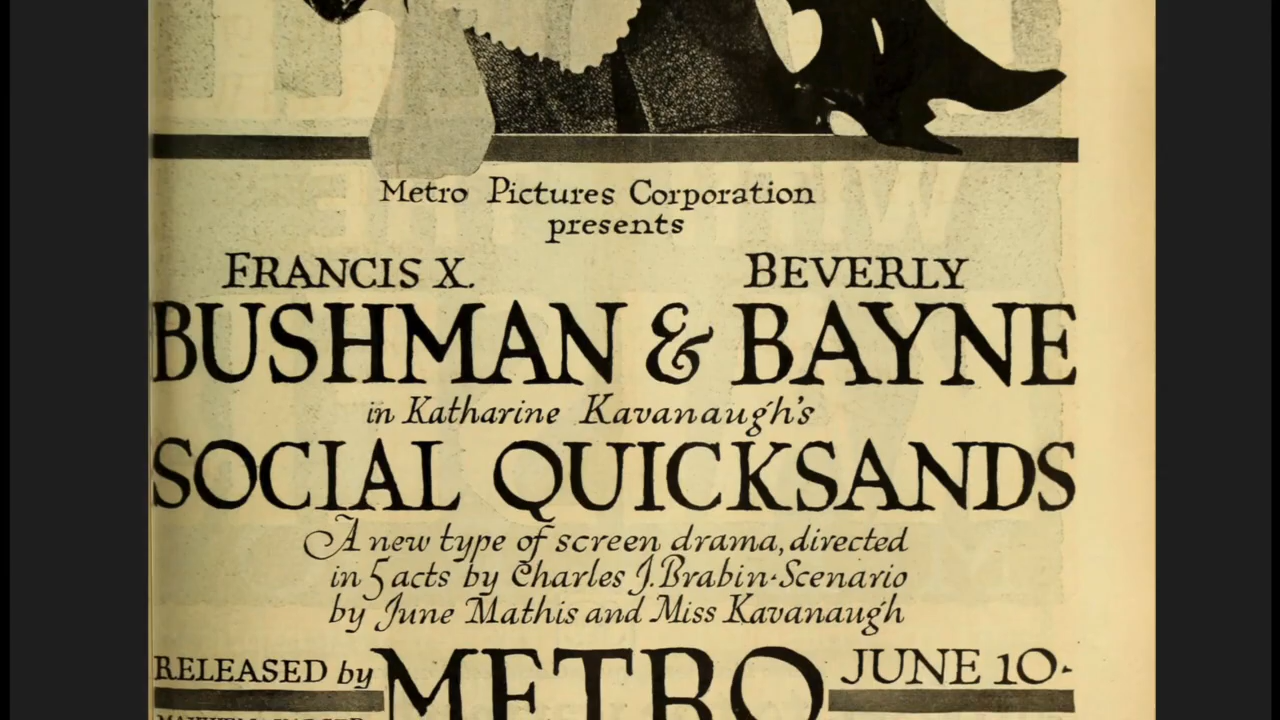 Metro Pictures Corporation
presents
FRANCIS X. BEVERLY
BUSHMAN & BAYNE
in Katharine Kavanaugh's
SOCIAL QUICKSANDS
A new type of screen drama, directed
in 5 acts by Charles J. Brabin·Scenario
by June Mathis and Miss Kavanaugh
RELEASED by METRO JUNE 10·